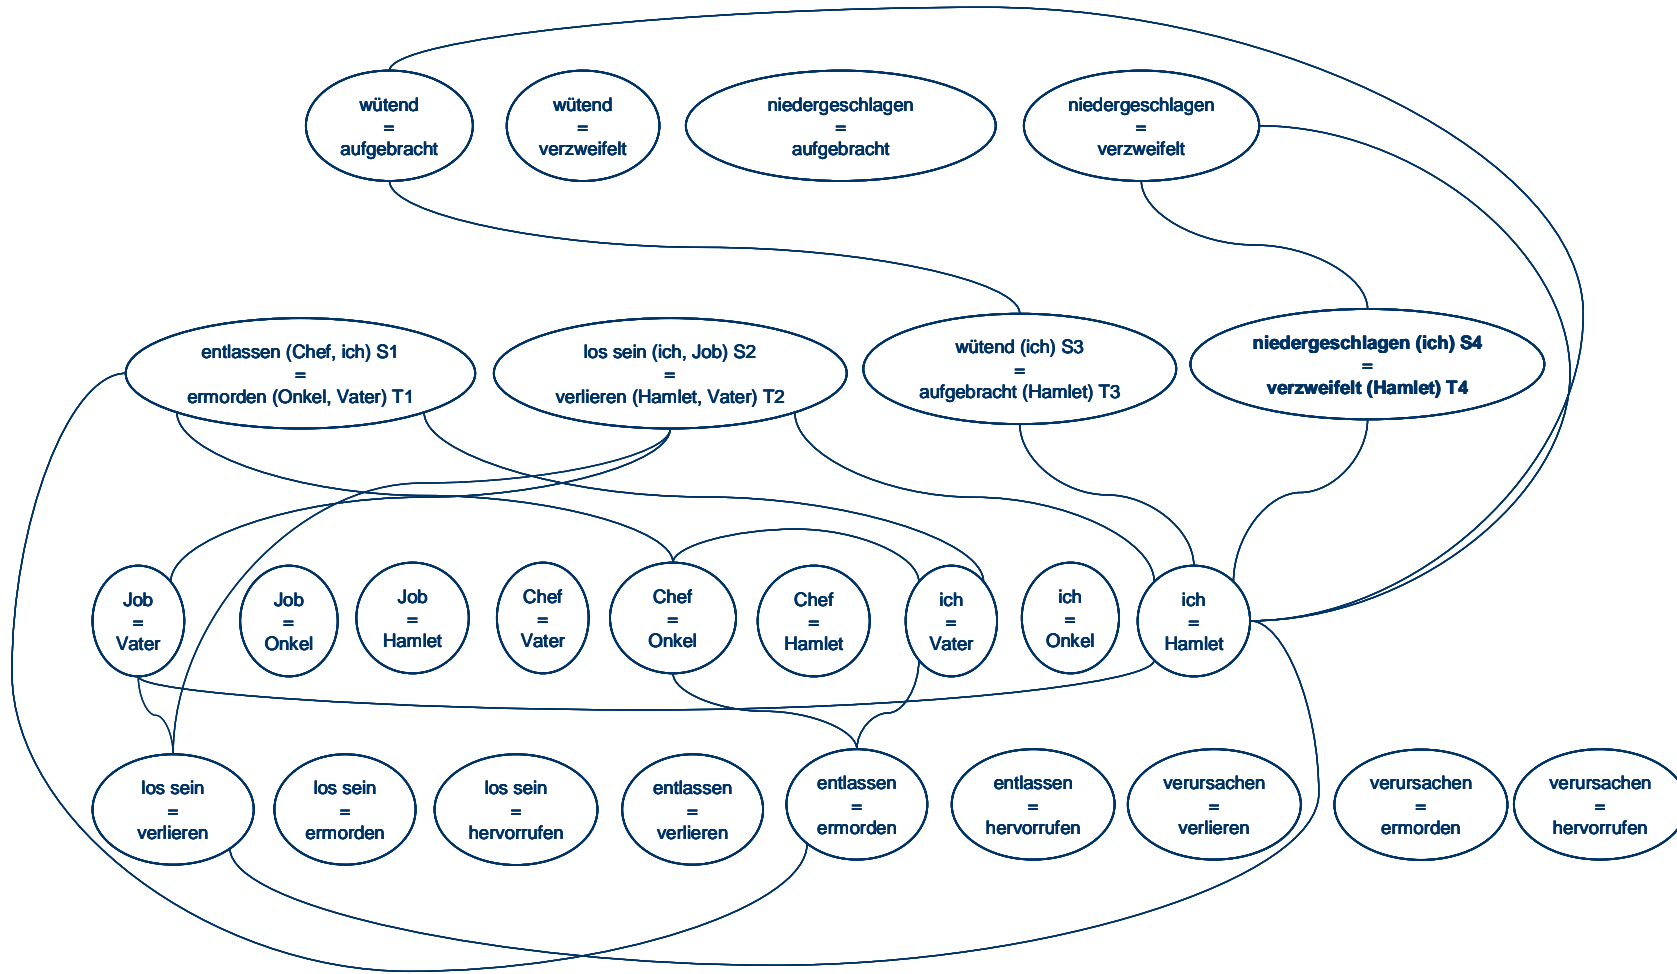 wütend
=
aufgebracht
wütend
=
verzweifelt
niedergeschlagen
=
aufgebracht
niedergeschlagen
=
verzweifelt
entlassen (Chef, ich) S1
=
ermorden (Onkel, Vater) T1
los sein (ich, Job) S2
=
verlieren (Hamlet, Vater) T2
wütend (ich) S3
=
aufgebracht (Hamlet) T3
niedergeschlagen (ich) S4
=
verzweifelt (Hamlet) T4
Job
=
Vater
Job
=
Onkel
Job
=
Hamlet
Chef
=
Vater
Chef
=
Onkel
Chef
=
Hamlet
ich
=
Vater
ich
=
Onkel
ich
=
Hamlet
los sein
=
verlieren
los sein
=
ermorden
los sein
=
hervorrufen
entlassen
=
verlieren
entlassen
=
ermorden
entlassen
=
hervorrufen
verursachen
=
verlieren
verursachen
=
ermorden
verursachen
=
hervorrufen